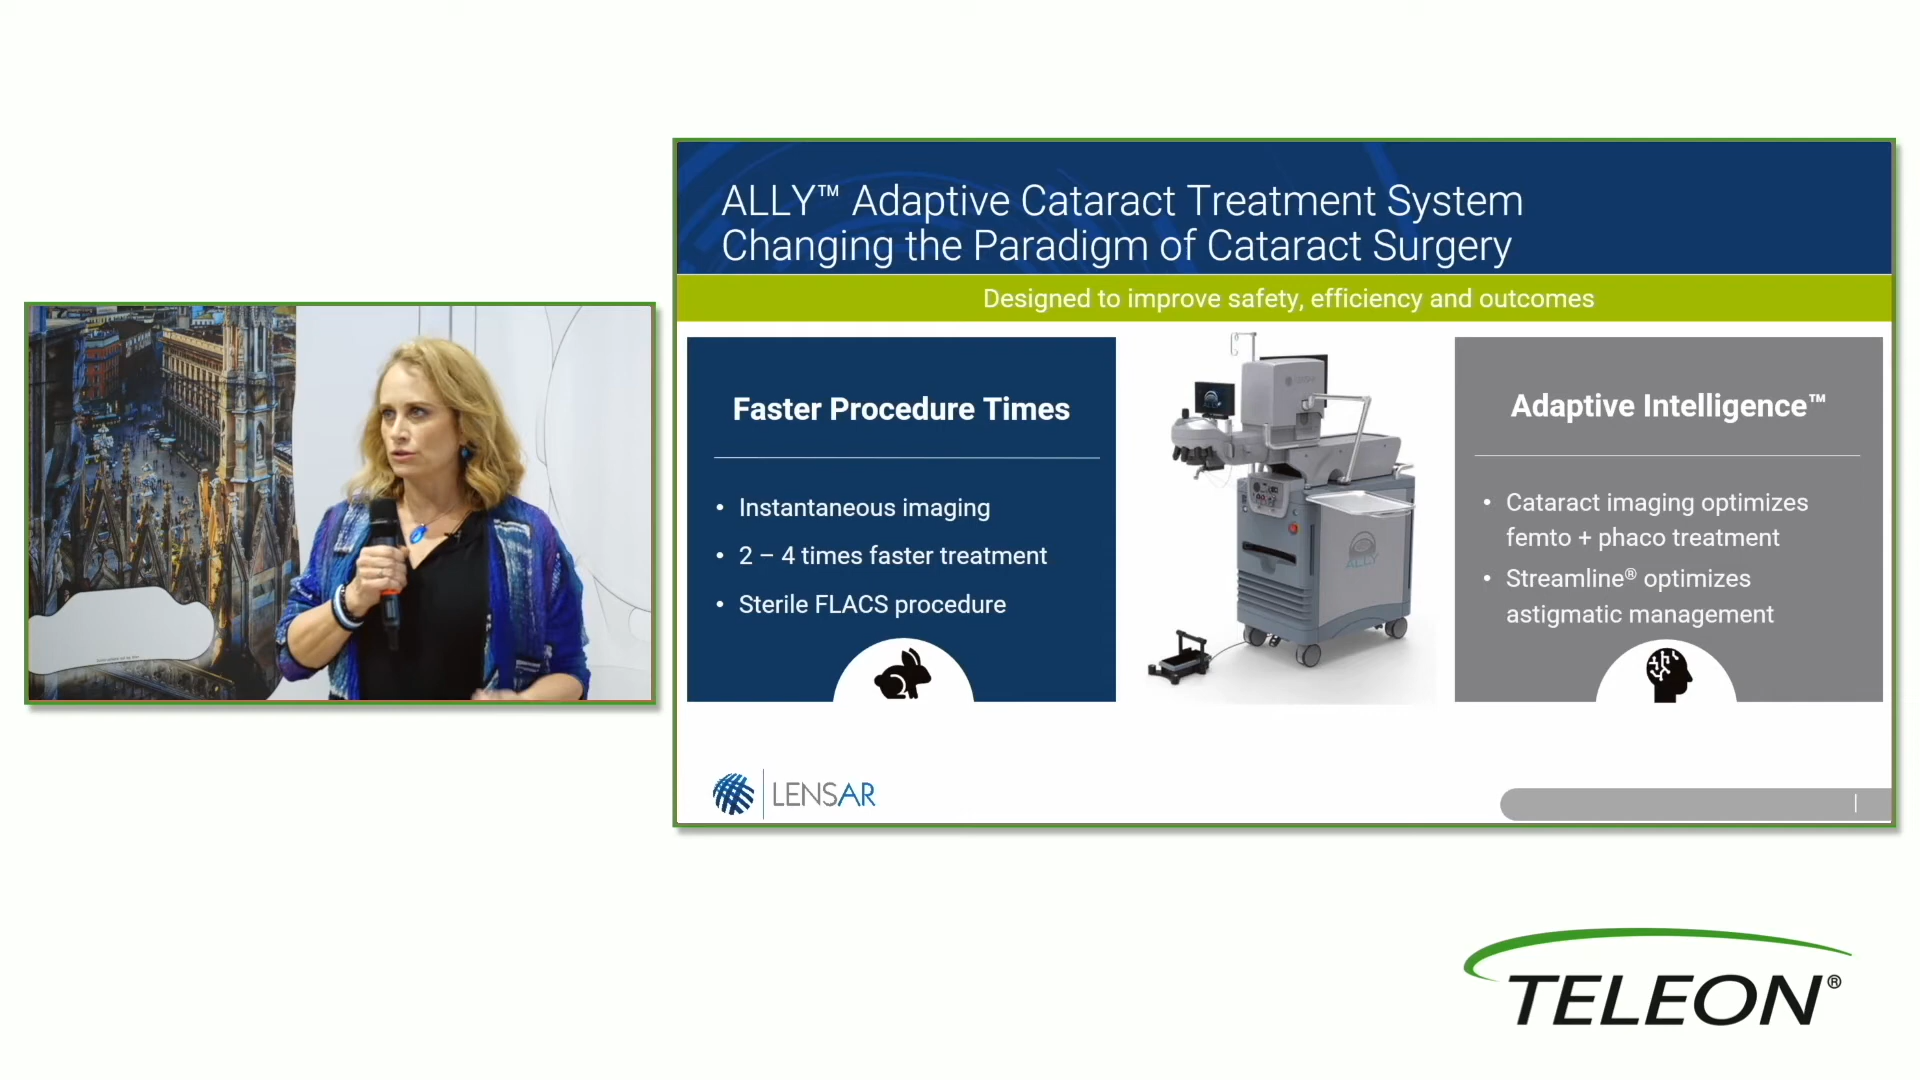 ALLY™ Adaptive Cataract Treatment System
Changing the Paradigm of Cataract Surgery
Designed to improve safety, efficiency and outcomes
Faster Procedure Times
• Instantaneous imaging
• 2 – 4 times faster treatment
• Sterile FLACS procedure
ALLY
Adaptive Intelligence™
• Cataract imaging optimizes
femto + phaco treatment
• Streamline® optimizes
astigmatic management
LENSAR
TELEON®